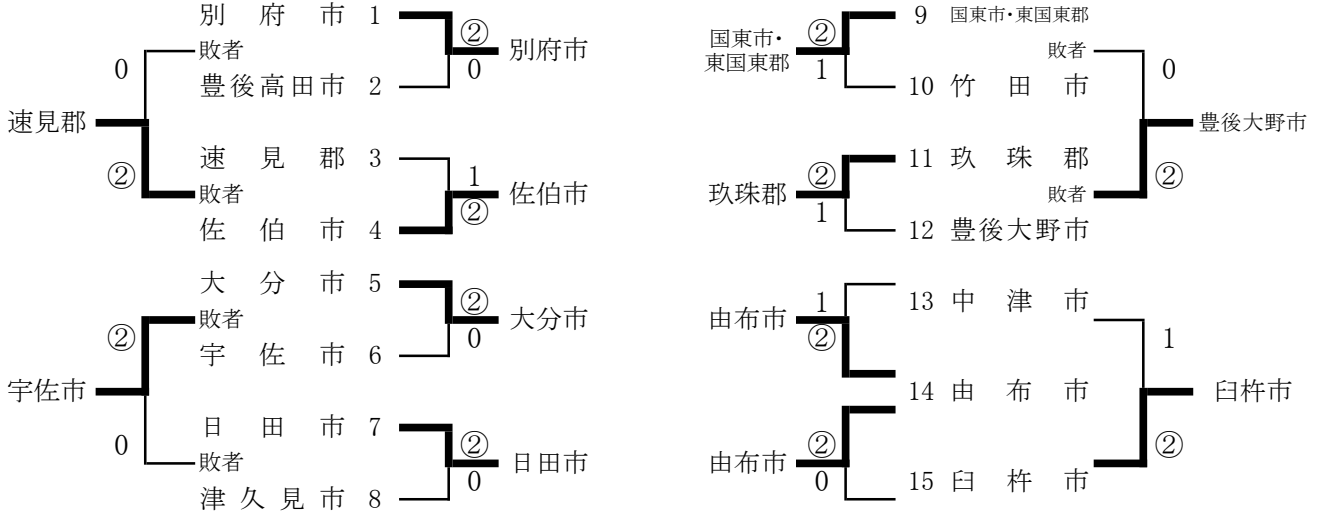 別府市 1
②
0
別府市
敗者
豊後高田市 2
0
速見郡
②
速見郡 3
1
②
佐伯市
敗者
佐伯市 4
大分市 5
②
0
大分市
②
敗者
宇佐市 6
宇佐市
0
日田市 7
②
0
日田市
敗者
津久見市 8
9 国東市・東国東郡
国東市・
東国東郡
②
1
敗者
0
10 竹田市
豊後大野市
11 玖珠郡
②
玖珠郡
②
1
敗者
12 豊後大野市
13 中津市
由布市
1
②
1
14 由布市
臼杵市
②
由布市
②
0
15 臼杵市